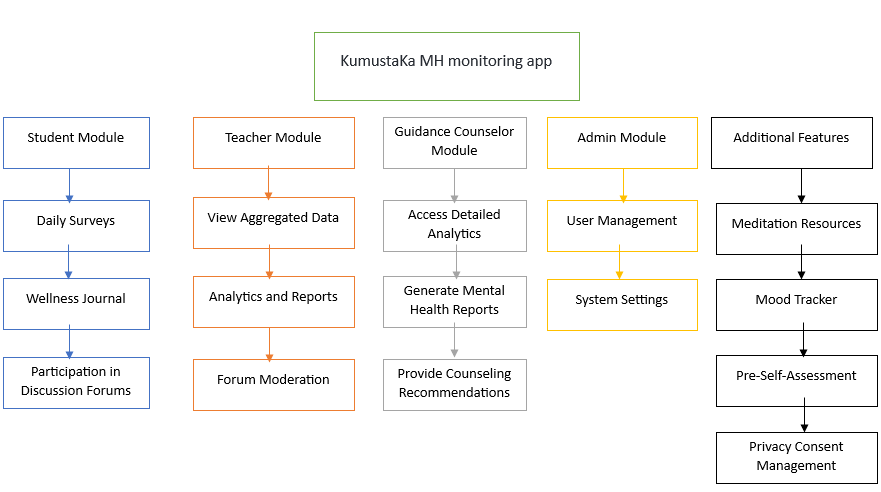 KumustaKa MH monitoring app
Student Module
Daily Surveys
Wellness Journal
Participation in
Discussion Forums
Teacher Module
View Aggregated Data
Analytics and Reports
Forum Moderation
Guidance Counselor
Module
Access Detailed
Analytics
Generate Mental
Health Reports
Provide Counseling
Recommendations
Admin Module
User Management
System Settings
Additional Features
Meditation Resources
Mood Tracker
Pre-Self-Assessment
Privacy Consent
Management